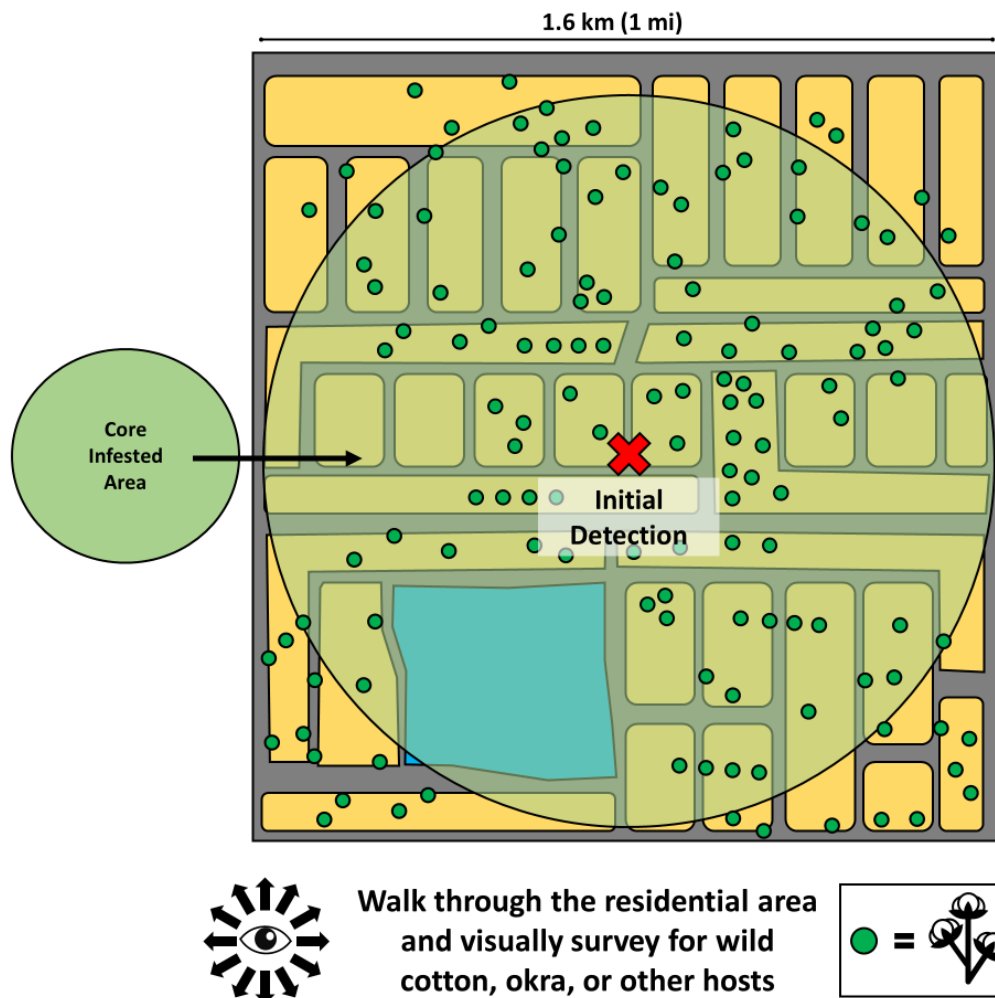 1.6 km (1 mi)
Core
Infested
Area
Initial
Detection
Walk through the residential area
and visually survey for wild
cotton, okra, or other hosts
=